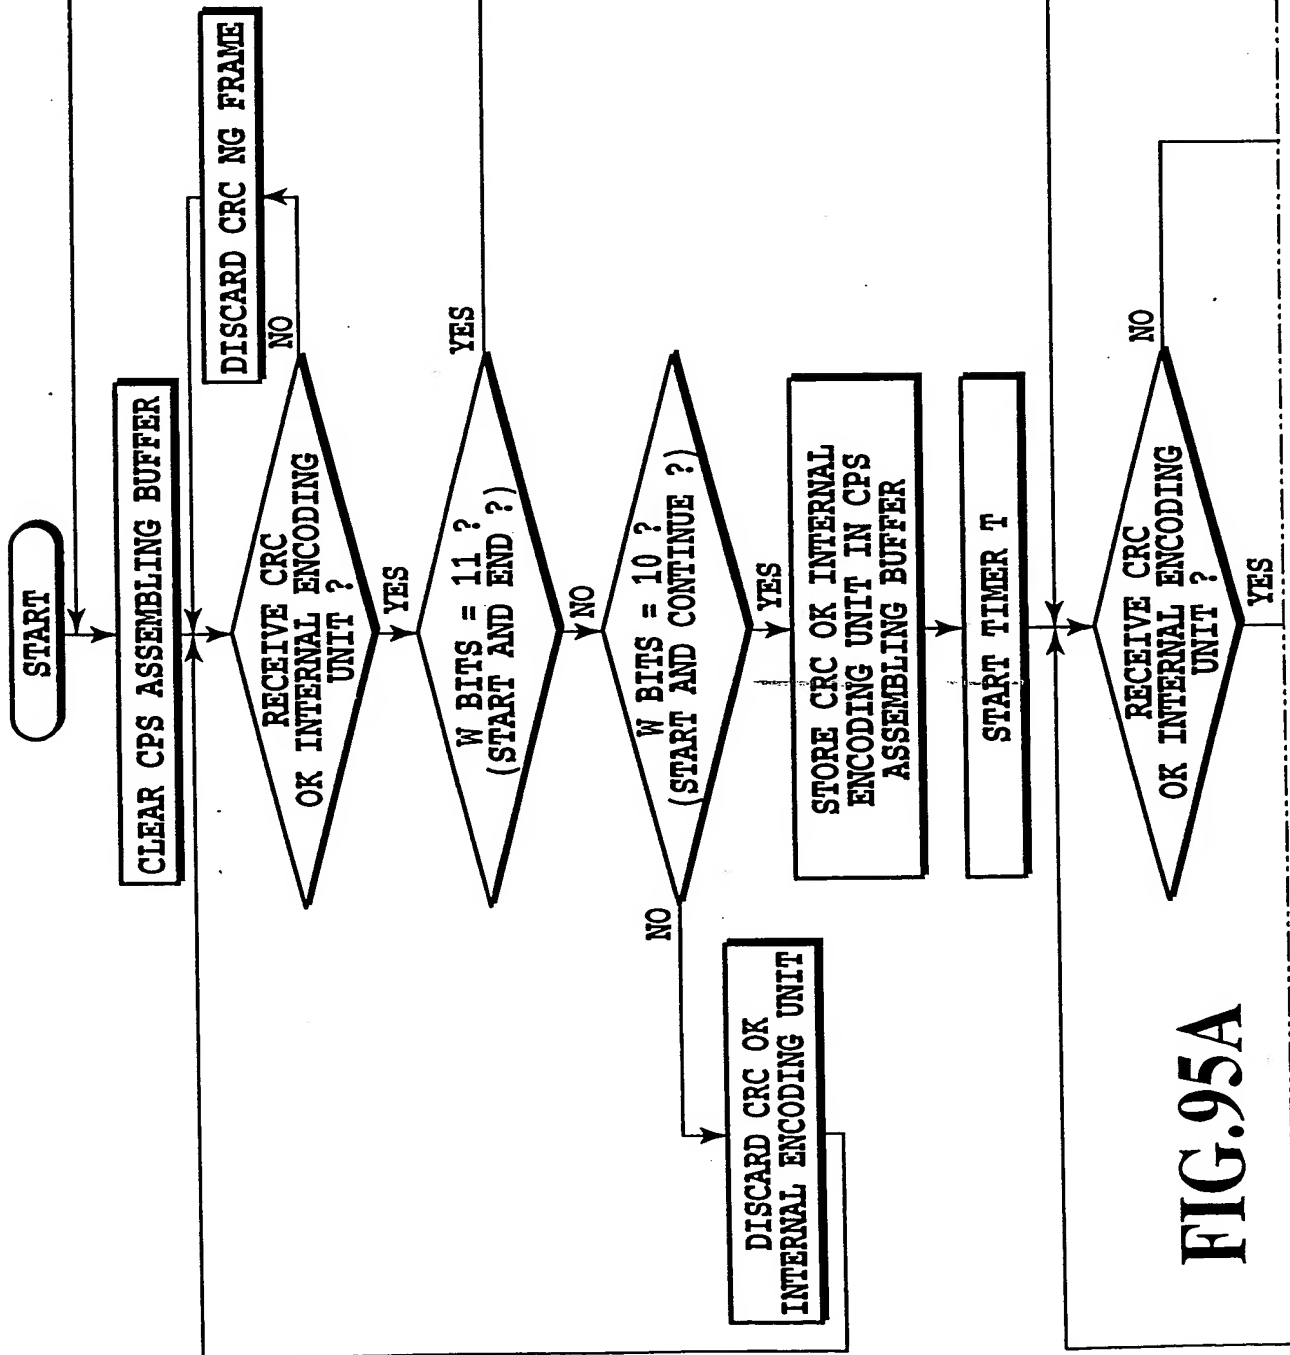 START
CLEAR CPS ASSEMBLING BUFFER
DISCARD CRC NG FRAME
RECEIVE CRC
OK INTERNAL ENCODING
UNIT ?
NO
YES
W BITS = 11 ?
(START AND END ?)
YES
NO
W BITS = 10 ?
(START AND CONTINUE ?)
NO
YES
DISCARD CRC OK
INTERNAL ENCODING UNIT
STORE CRC OK INTERNAL
ENCODING UNIT IN CPS
ASSEMBLING BUFFER
START TIMER T
RECEIVE CRC
OK INTERNAL ENCODING
UNIT ?
NO
YES
FIG.95A